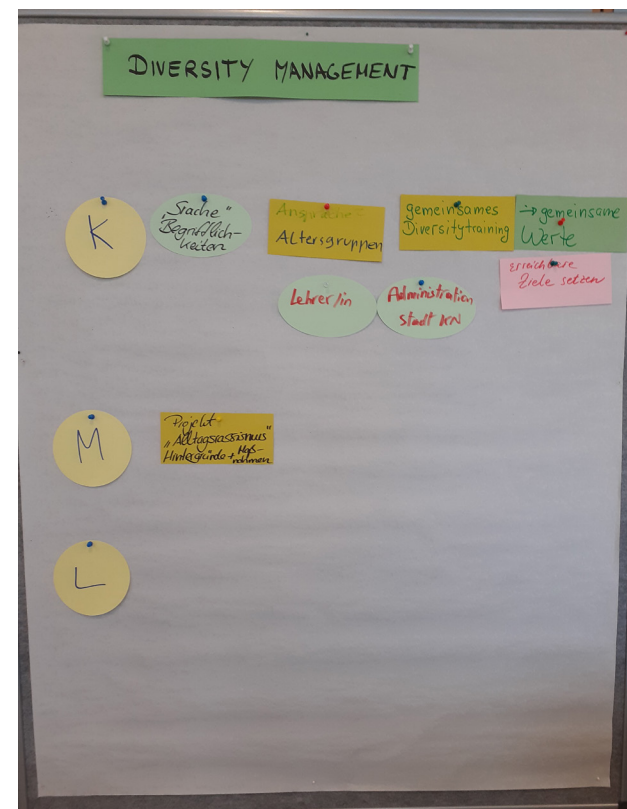 DIVERSITY MANAGEMENT
K
„Srache"
Begrifflich-
keiten
Ansprache -
ALTERSGRUPPEN
gemeinsames
Diversitytraining
→ gemeinsame
Werte
Erreichbare
Ziele setzen
Lehrer/in
Administration
Stadt KN
M
Projekt
„Alltagsrassismus"
Hintergründe + Maß-
nahmen
L